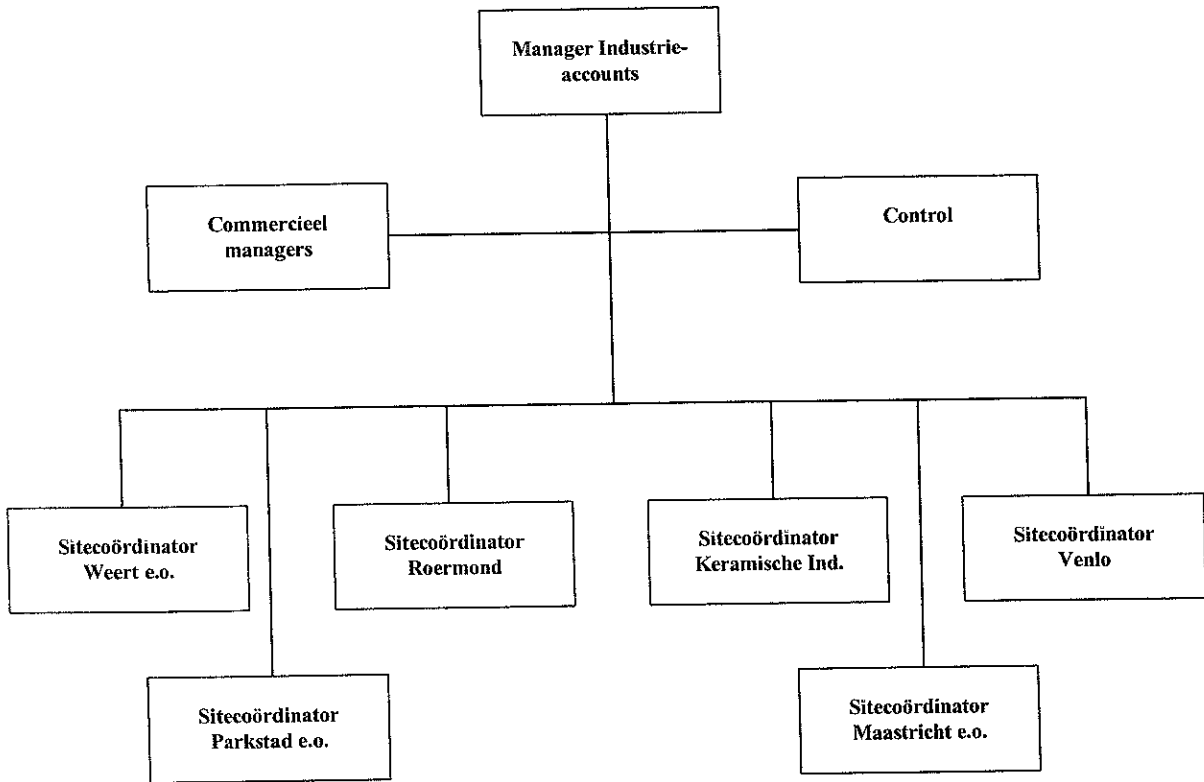 Manager Industrie-
accounts
Commercieel
managers
Control
Sitecoördinator
Weert e.o.
Sitecoördinator
Roermond
Sitecoördinator
Keramische Ind.
Sitecoördinator
Venlo
Sitecoördinator
Parkstad e.o.
Sitecoördinator
Maastricht e.o.